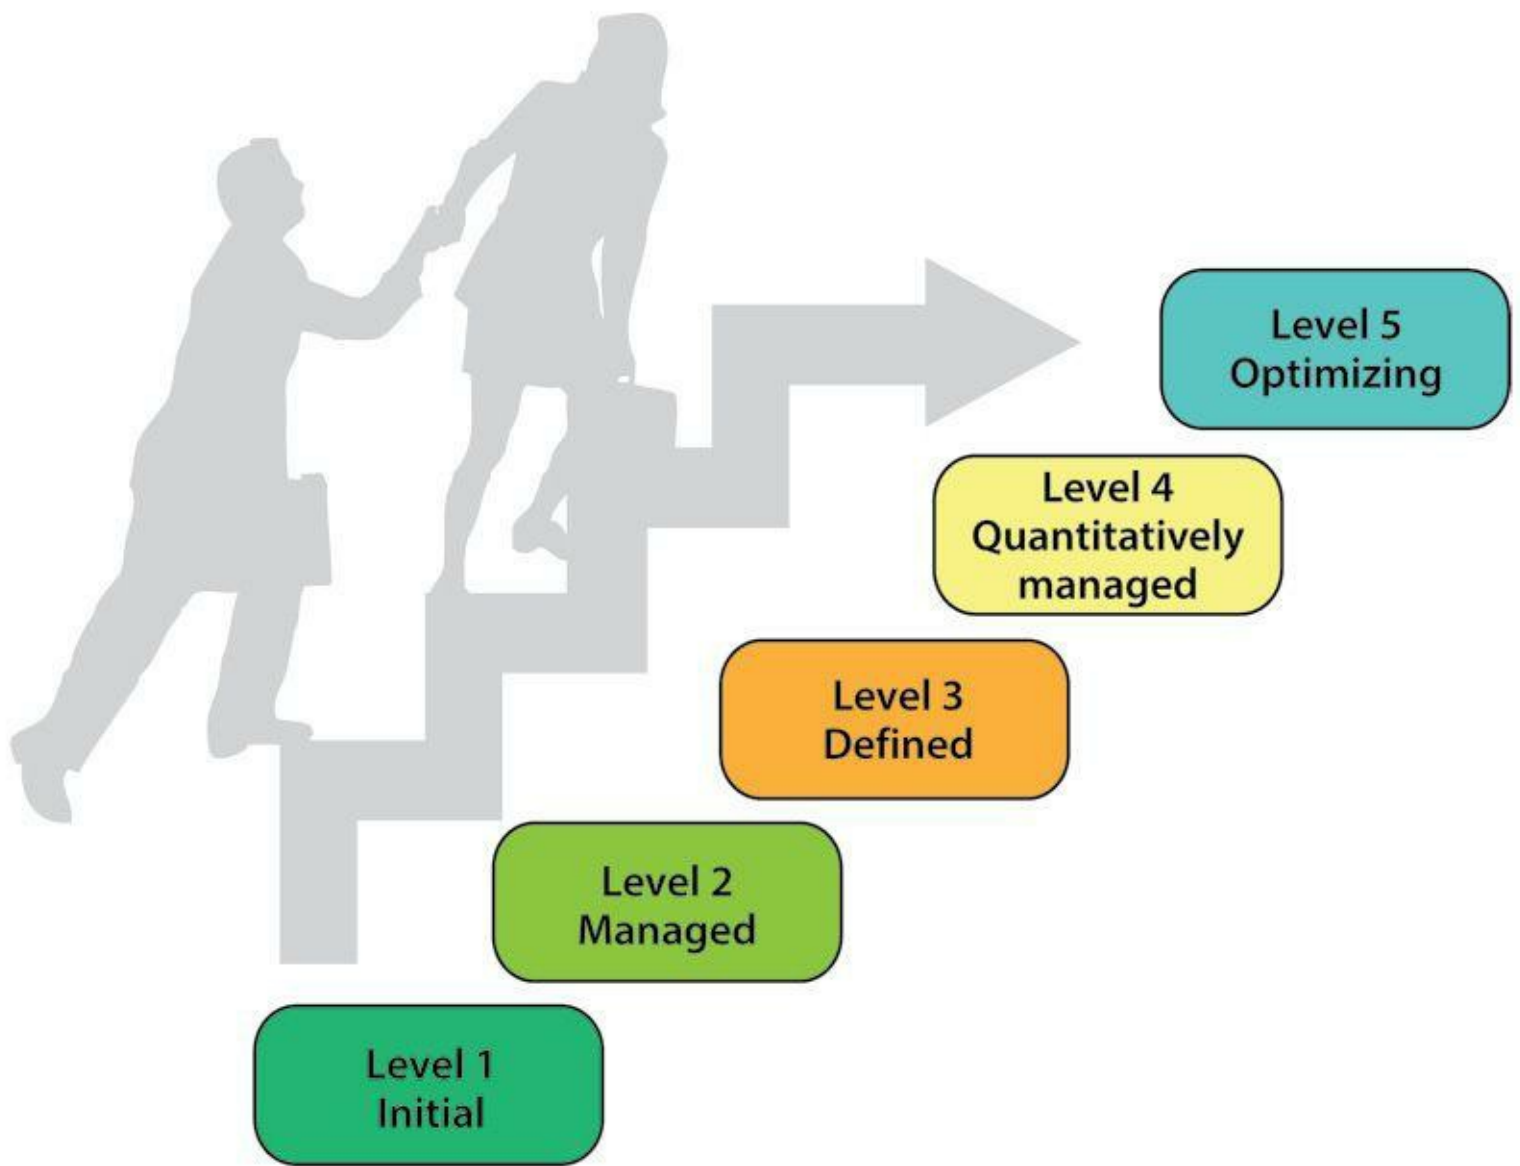 Level 5
Optimizing
Level 4
Quantitatively
managed
Level 3
Defined
Level 2
Managed
Level 1
Initial